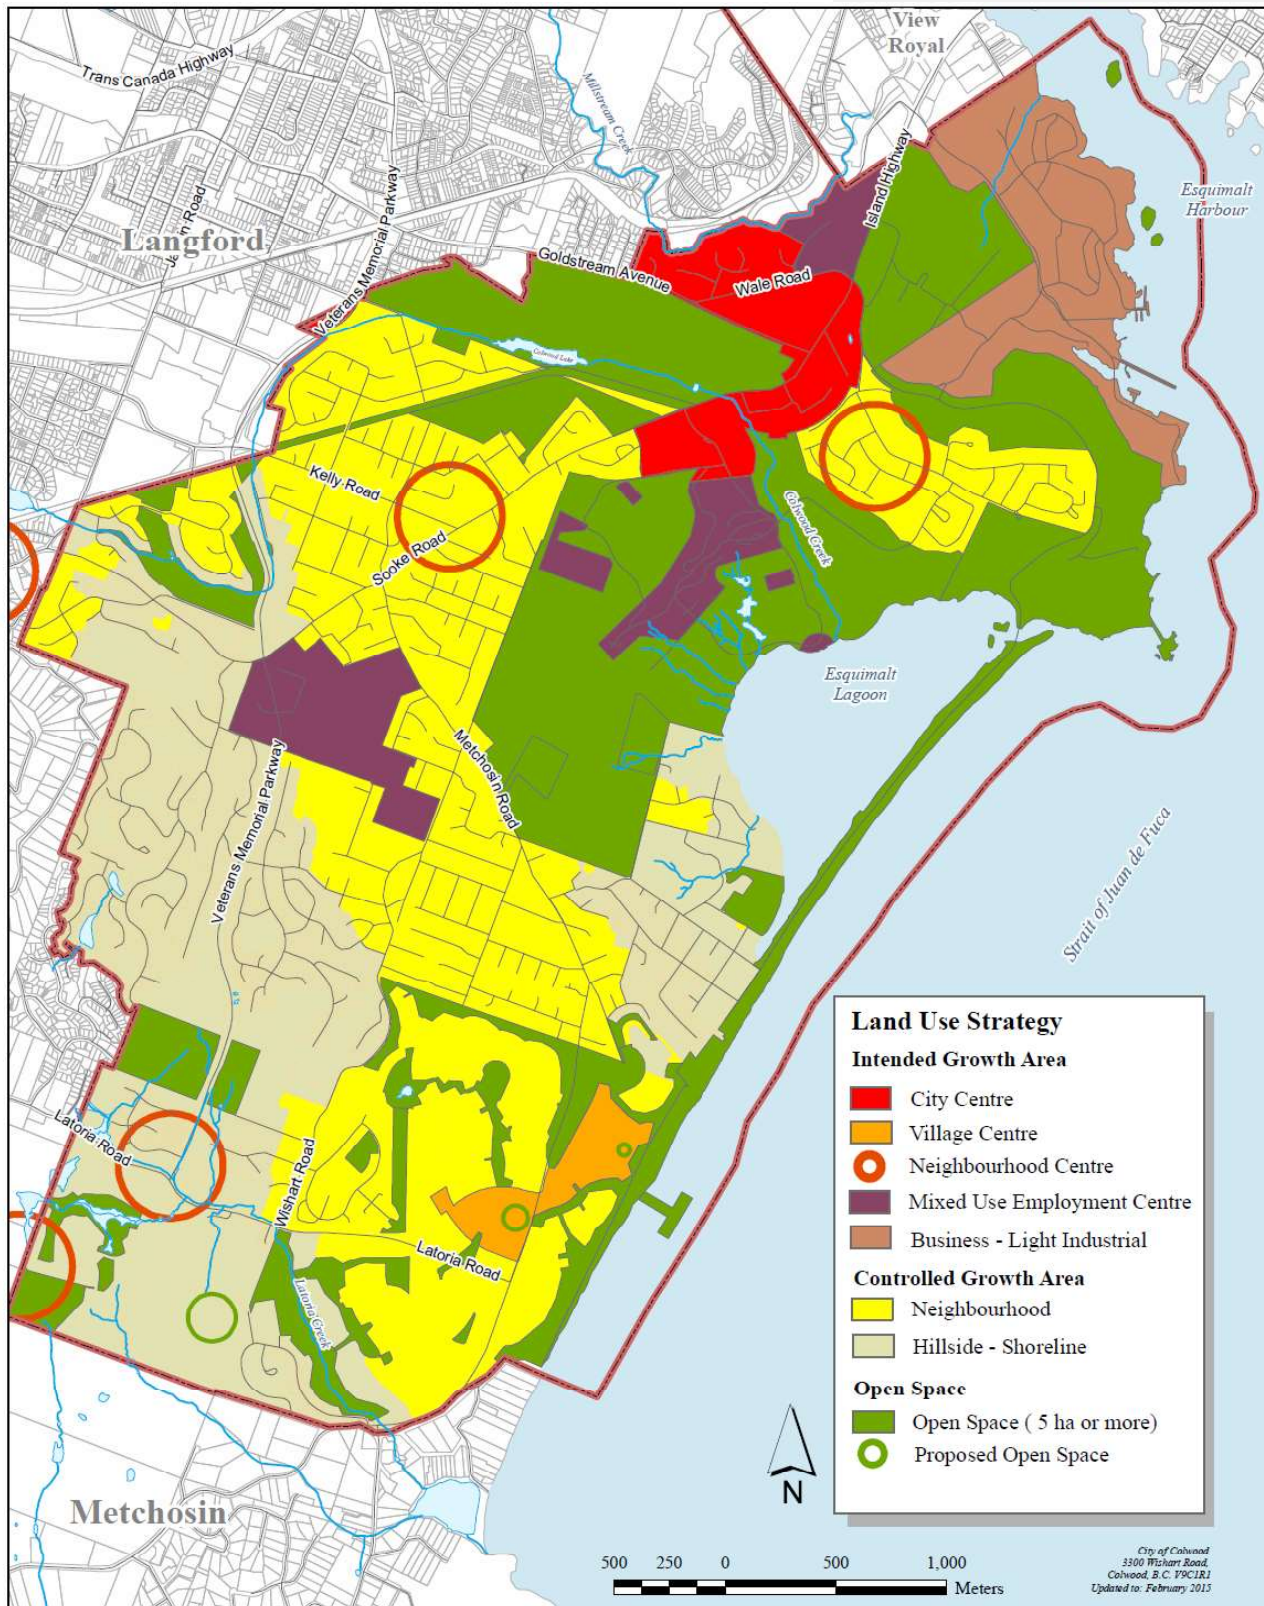 View
Royal
Trans Canada Highway
Millstream Creek
Island Highway
Esquimalt
Harbour
Langford
Veterans Memorial Parkway
Goldstream Avenue
Wale Road
Colwood Lake
Kelly Road
Sooke Road
Colwood Creek
Esquimalt
Lagoon
Metchosin Road
Veterans Memorial Parkway
Strait of Juan de Fuca
Latoria Road
Wishart Road
Latoria Road
Latoria Creek
Metchosin
Land Use Strategy
Intended Growth Area
City Centre
Village Centre
Neighbourhood Centre
Mixed Use Employment Centre
Business - Light Industrial
Controlled Growth Area
Neighbourhood
Hillside - Shoreline
Open Space
Open Space ( 5 ha or more)
Proposed Open Space
N
500 250 0 500 1,000
Meters
City of Colwood
3300 Wishart Road,
Colwood, B.C. V9C1R1
Updated to: February 2015